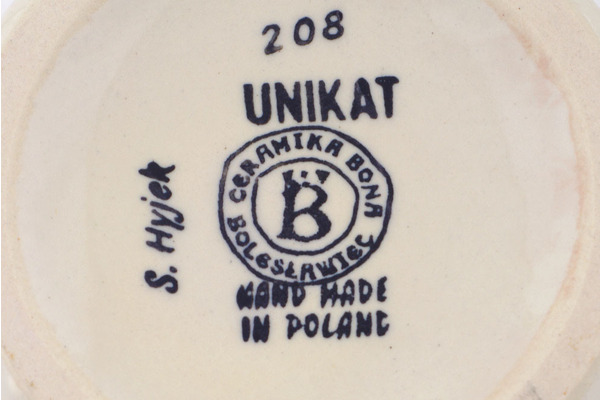 208
UNIKAT
CERAMIKA BONA
B
BOLESŁAWIEC
S. Hyjek
HAND MADE
IN POLAND